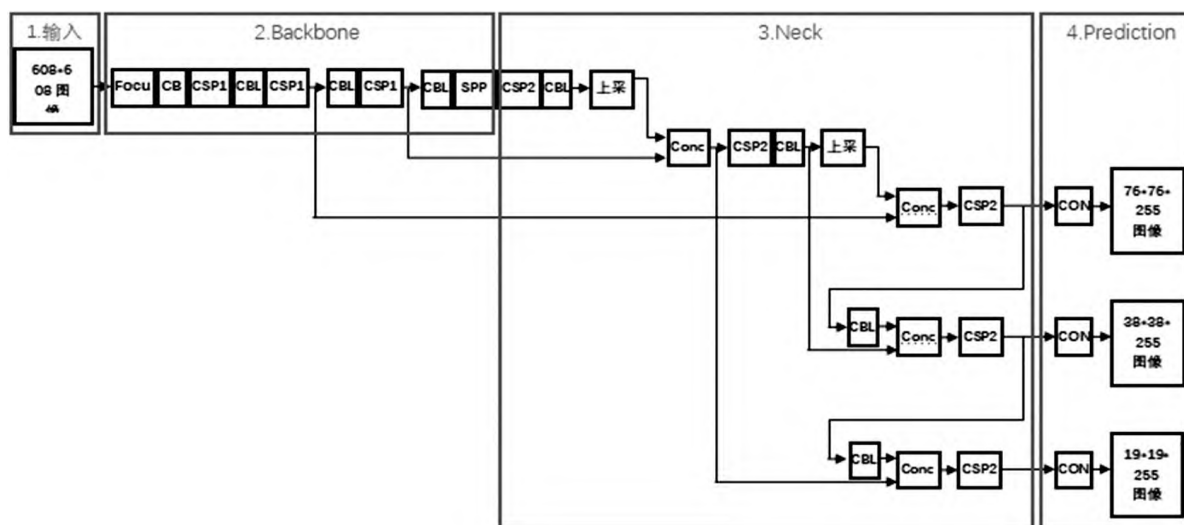 1.输入
2.Backbone
3.Neck
4.Prediction
608*6
08 图
Focu CB CSP1 CBL CSP1 CBL CSP1 CBL SPP CSP2 CBL 上采
Conc CSP2 CBL 上采
Conc CSP2 CON
76*76*
255
图像
CBL Conc CSP2 CON
38*38*
255
图像
CBL Conc CSP2 CON
19*19*
255
图像